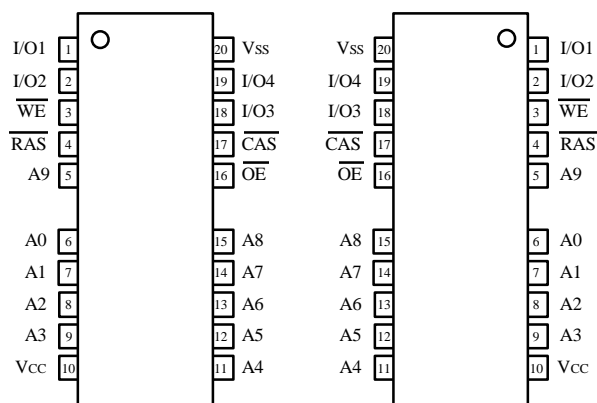 I/O1 1 20 Vss Vss 20 1 I/O1
I/O2 2 19 I/O4 I/O4 19 2 I/O2
WE 3 18 I/O3 I/O3 18 3 WE
RAS 4 17 CAS CAS 17 4 RAS
A9 5 16 OE OE 16 5 A9
A0 6 15 A8 A8 15 6 A0
A1 7 14 A7 A7 14 7 A1
A2 8 13 A6 A6 13 8 A2
A3 9 12 A5 A5 12 9 A3
Vcc 10 11 A4 A4 11 10 Vcc